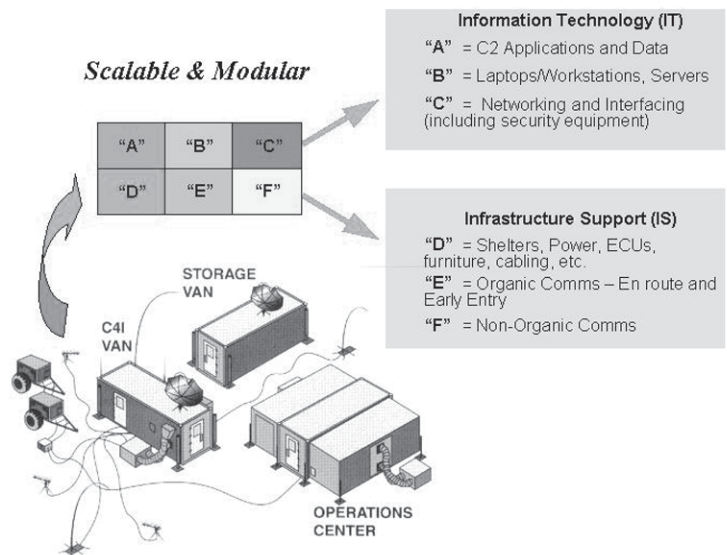 Scalable & Modular
“A” “B” “C”
“D” “E” “F”
Information Technology (IT)
“A” = C2 Applications and Data
“B” = Laptops/Workstations, Servers
“C” = Networking and Interfacing
(including security equipment)
Infrastructure Support (IS)
“D” = Shelters, Power, ECUs,
furniture, cabling, etc.
“E” = Organic Comms – En route and
Early Entry
“F” = Non-Organic Comms
STORAGE
VAN
C4I
VAN
OPERATIONS
CENTER